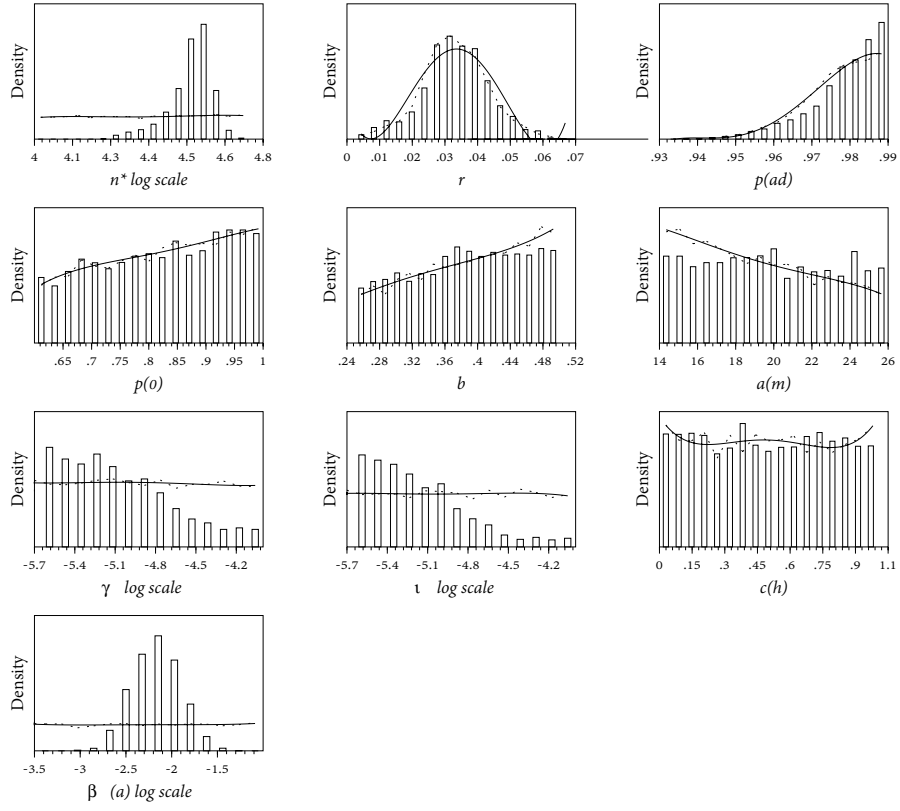 Density
4 4.1 4.2 4.3 4.4 4.5 4.6 4.7 4.8
n* log scale
Density
0 .01 .02 .03 .04 .05 .06 .07
r
Density
.93 .94 .95 .96 .97 .98 .99
p(ad)
Density
.65 .7 .75 .8 .85 .9 .95 1
p(o)
Density
.24 .28 .32 .36 .4 .44 .48 .52
b
Density
14 16 18 20 22 24 26
a(m)
Density
-5.7 -5.4 -5.1 -4.8 -4.5 -4.2
γ log scale
Density
-5.7 -5.4 -5.1 -4.8 -4.5 -4.2
ι log scale
Density
0 .15 .3 .45 .6 .75 .9 1.1
c(h)
Density
-3.5 -3 -2.5 -2 -1.5
β (a) log scale